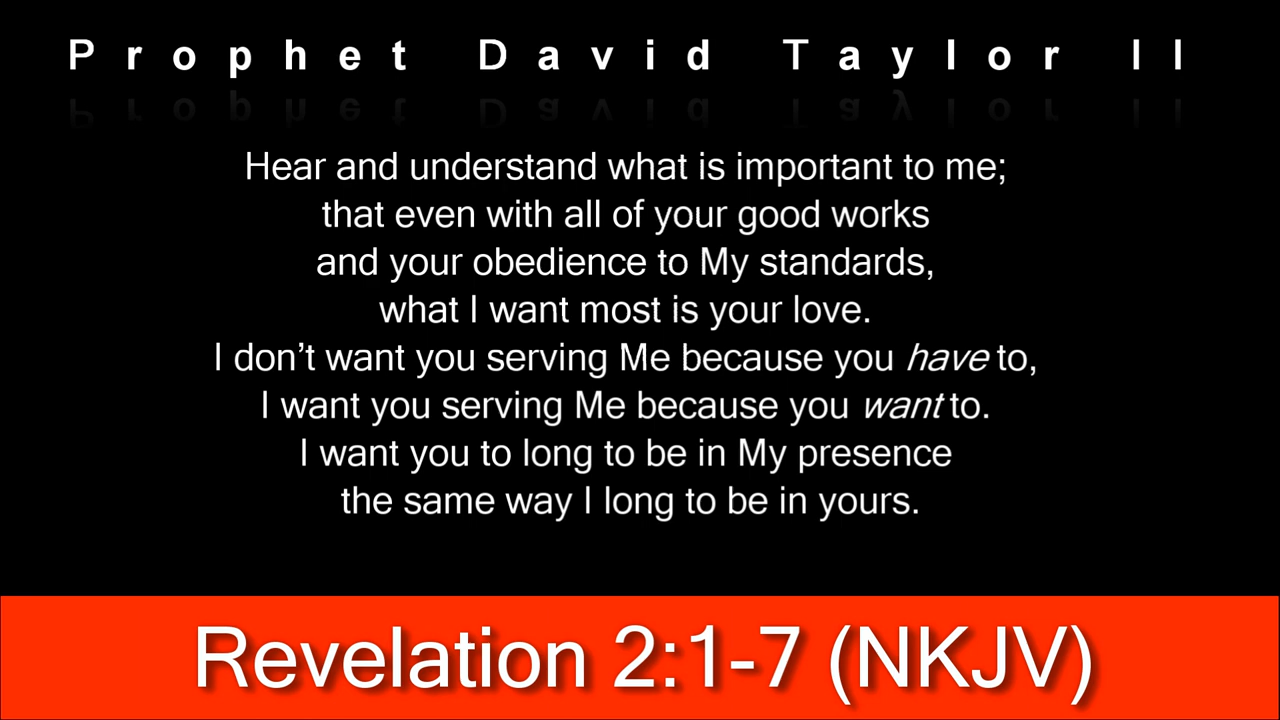 Prophet David Taylor II
Hear and understand what is important to me;
that even with all of your good works
and your obedience to My standards,
what I want most is your love.
I don’t want you serving Me because you have to,
I want you serving Me because you want to.
I want you to long to be in My presence
the same way I long to be in yours.
Revelation 2:1-7 (NKJV)